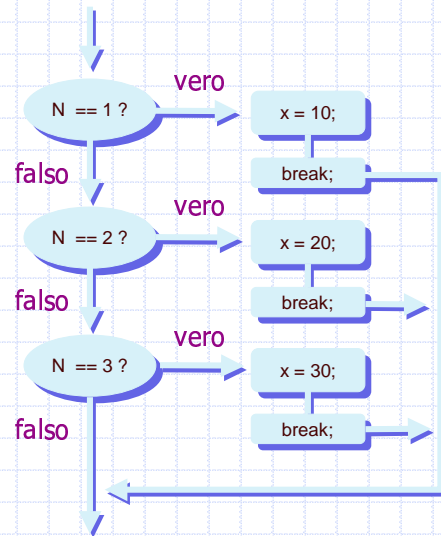 vero
N == 1 ?
x = 10;
falso
break;
vero
N == 2 ?
x = 20;
falso
break;
vero
N == 3 ?
x = 30;
falso
break;